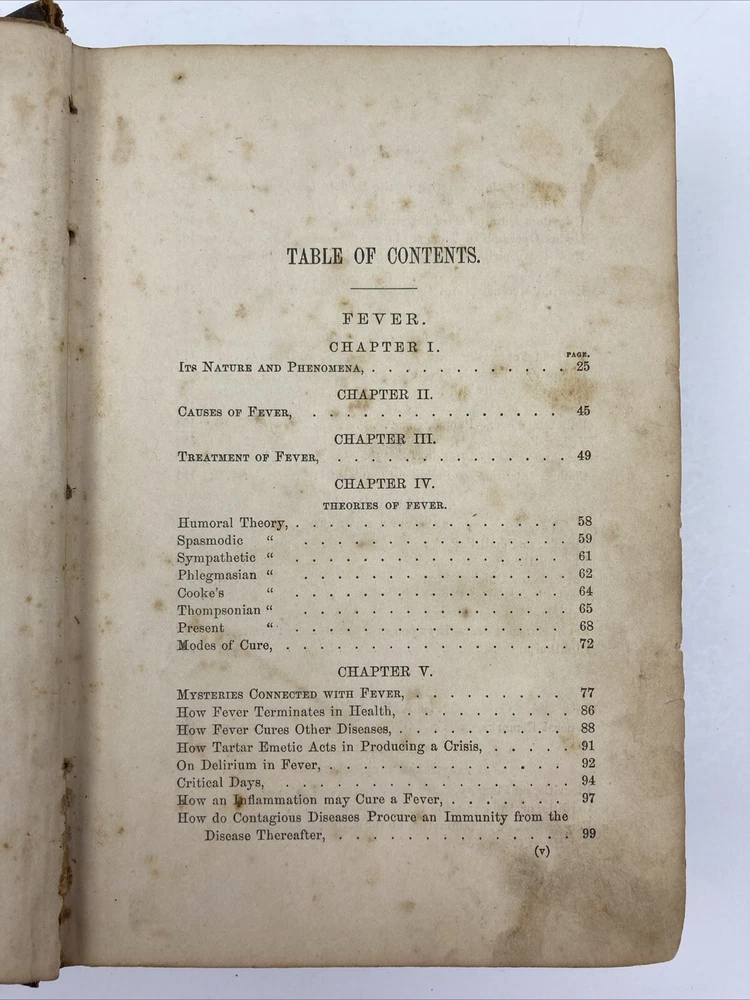 TABLE OF CONTENTS.
FEVER.
CHAPTER I.
PAGE.
Its Nature and Phenomena, . . . . . . . . . . . . 25
CHAPTER II.
Causes of Fever, . . . . . . . . . . . . . . . 45
CHAPTER III.
Treatment of Fever, . . . . . . . . . . . . . . 49
CHAPTER IV.
THEORIES OF FEVER.
Humoral Theory, . . . . . . . . . . . . . . . . 58
Spasmodic “ . . . . . . . . . . . . . . . . 59
Sympathetic “ . . . . . . . . . . . . . . . . 61
Phlegmasian “ . . . . . . . . . . . . . . . . 62
Cooke's “ . . . . . . . . . . . . . . . . 64
Thompsonian “ . . . . . . . . . . . . . . . . 65
Present “ . . . . . . . . . . . . . . . . 68
Modes of Cure, . . . . . . . . . . . . . . . . . 72
CHAPTER V.
Mysteries Connected with Fever, . . . . . . . . . 77
How Fever Terminates in Health, . . . . . . . . . . 86
How Fever Cures Other Diseases, . . . . . . . . . . 88
How Tartar Emetic Acts in Producing a Crisis, . . . . . 91
On Delirium in Fever, . . . . . . . . . . . . . . 92
Critical Days, . . . . . . . . . . . . . . . . . 94
How an Inflammation may Cure a Fever, . . . . . . . 97
How do Contagious Diseases Procure an Immunity from the
Disease Thereafter, . . . . . . . . . . . . . 99
(v)